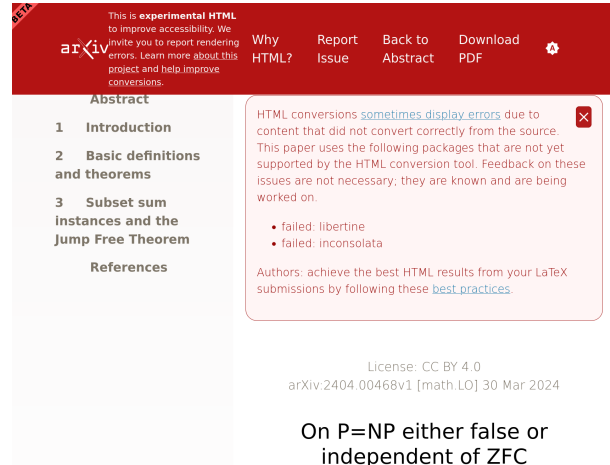 BETA
arXiv
This is experimental HTML
to improve accessibility. We
invite you to report rendering
errors. Learn more about this
project and help improve
conversions.
Why
HTML?
Report
Issue
Back to
Abstract
Download
PDF
Abstract
1 Introduction
2 Basic definitions
and theorems
3 Subset sum
instances and the
Jump Free Theorem
References
HTML conversions sometimes display errors due to
content that did not convert correctly from the source.
This paper uses the following packages that are not yet
supported by the HTML conversion tool. Feedback on these
issues are not necessary; they are known and are being
worked on.
• failed: libertine
• failed: inconsolata
Authors: achieve the best HTML results from your LaTeX
submissions by following these best practices.
License: CC BY 4.0
arXiv:2404.00468v1 [math.LO] 30 Mar 2024
On P=NP either false or
independent of ZFC